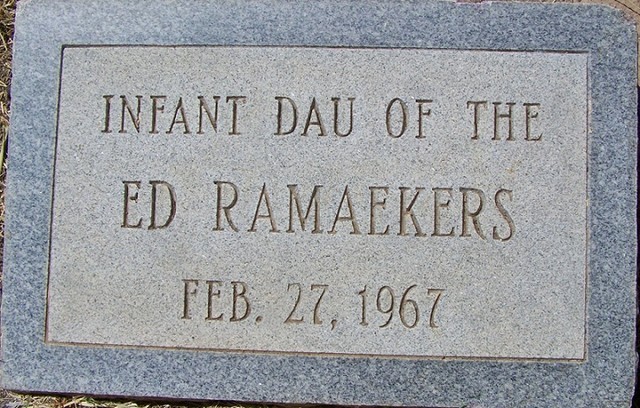 INFANT DAU OF THE
ED RAMAEKERS
FEB. 27, 1967